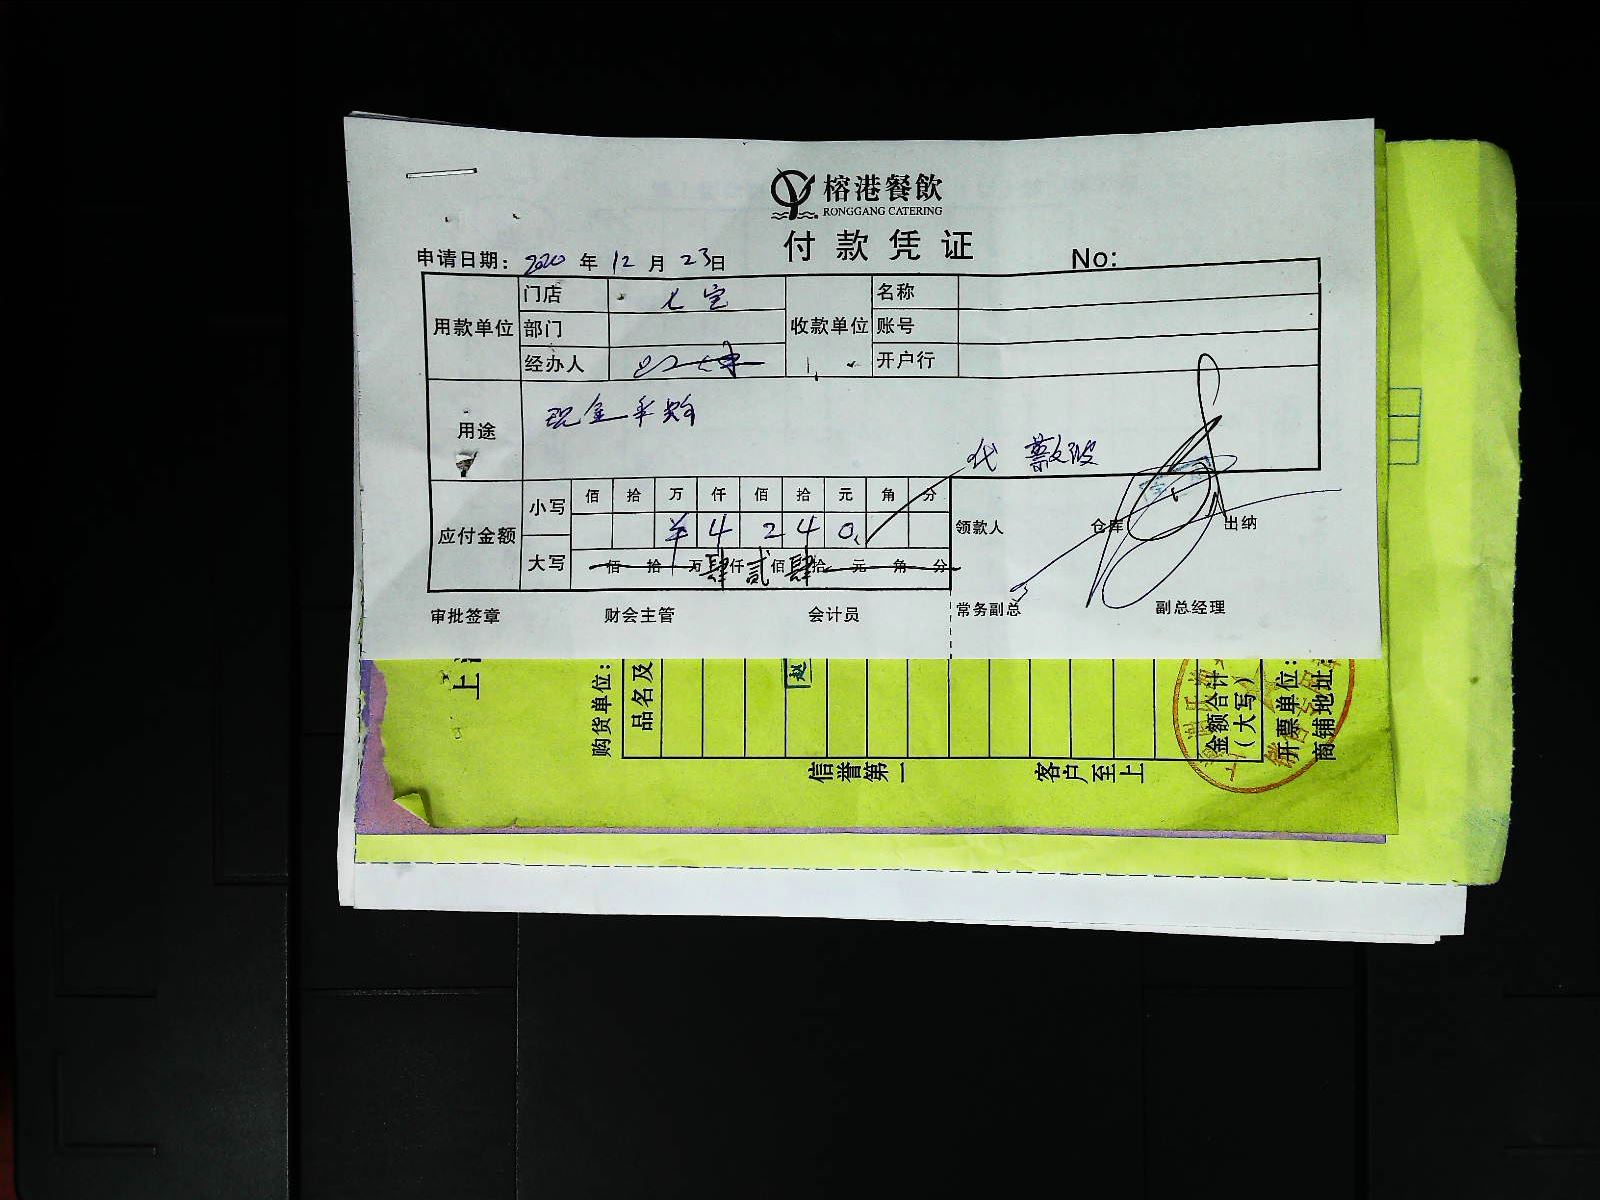 榕港餐飲
RONGGANG CATERING
付款凭证
申请日期: 2020 年 12 月 23 日 No:
用款单位 门店 七宝 收款单位 名称
部门 账号
经办人 开户行
用途 现金采购
代
应付金额 小写 佰 拾 万 仟 佰 拾 元 角 分
¥ 4 2 4 0
领款人 仓库 出纳
大写 佰 拾 万 肆 仟 贰 佰 肆 拾 元 角 分
审批签章 财会主管 会计员 常务副总 副总经理
上
购货单位:
品名及
赵
金额合计
(大写)
开票单位:
商铺地址:
信誉第一 客户至上